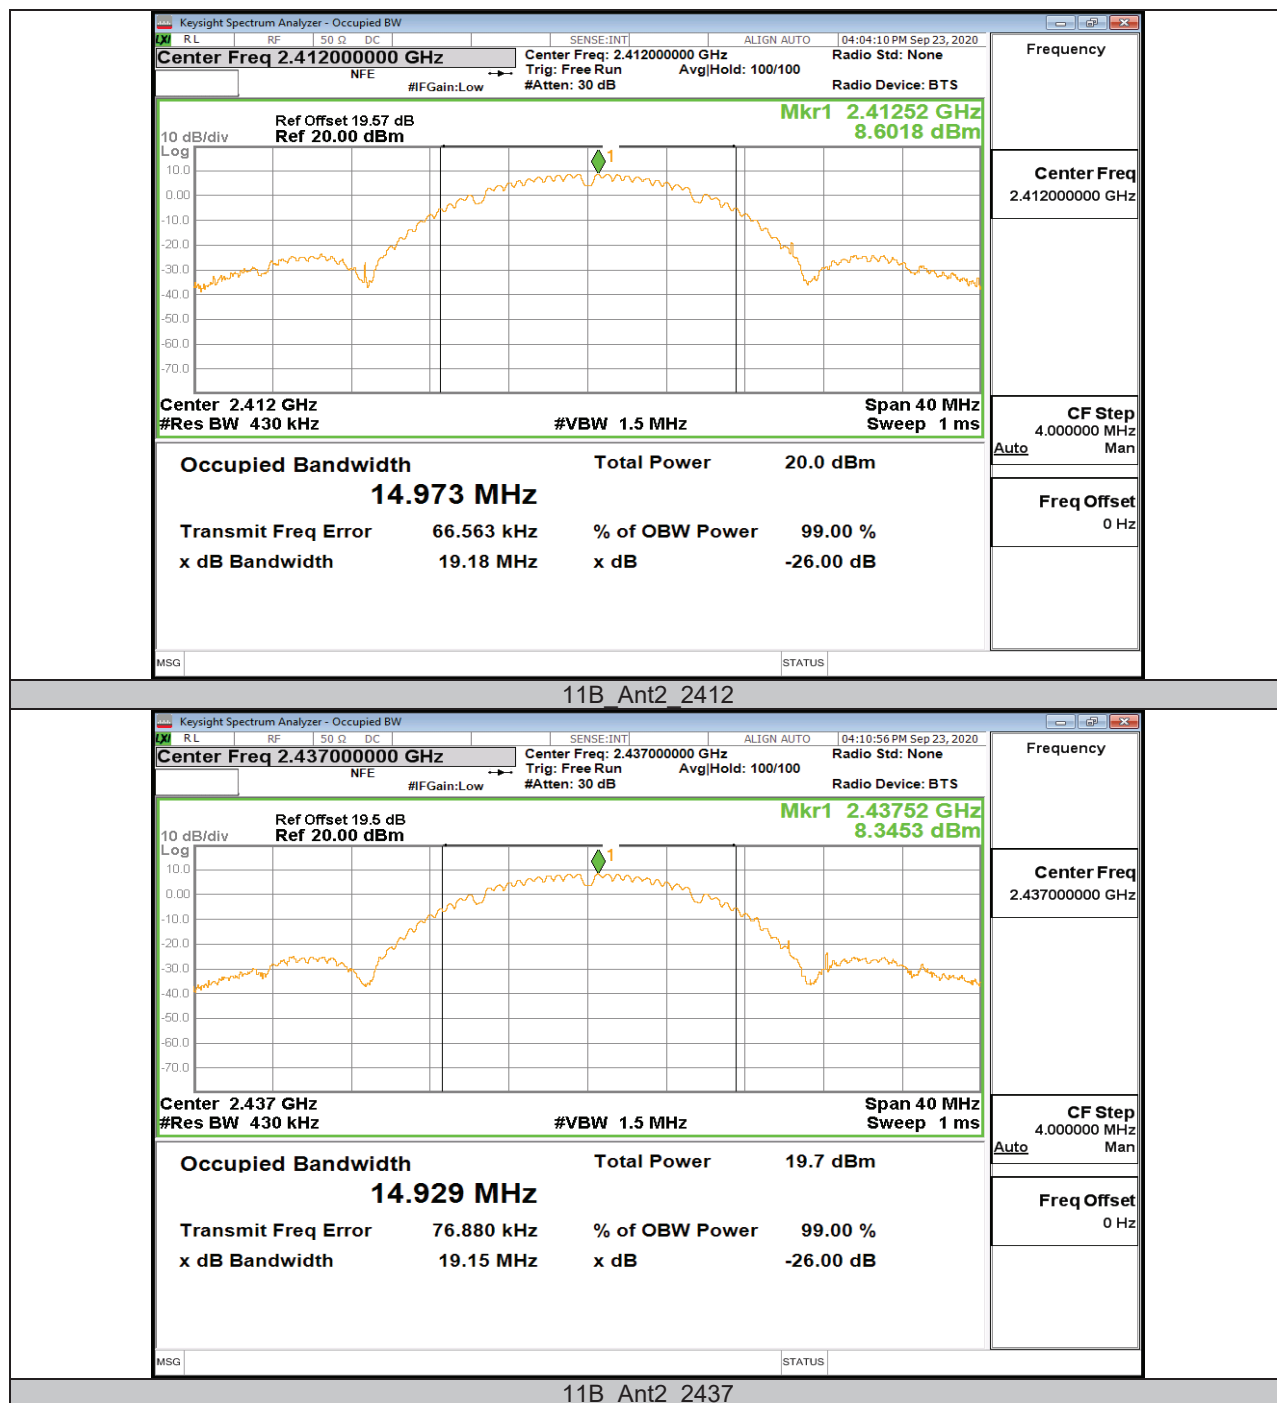 Keysight Spectrum Analyzer - Occupied BW
LXI RL RF 50 Ω DC SENSE:INT ALIGN AUTO 04:04:10 PM Sep 23, 2020
Center Freq 2.412000000 GHz Center Freq: 2.412000000 GHz Radio Std: None
NFE Trig: Free Run Avg|Hold: 100/100
#IFGain:Low #Atten: 30 dB Radio Device: BTS
Frequency
Mkr1 2.41252 GHz
8.6018 dBm
Ref Offset 19.57 dB
10 dB/div Ref 20.00 dBm
Log
1
10.0
0.00
-10.0
-20.0
-30.0
-40.0
-50.0
-60.0
-70.0
Center Freq
2.412000000 GHz
Center 2.412 GHz Span 40 MHz
#Res BW 430 kHz #VBW 1.5 MHz Sweep 1 ms
CF Step
4.000000 MHz
Auto Man
Occupied Bandwidth Total Power 20.0 dBm
14.973 MHz
Freq Offset
0 Hz
Transmit Freq Error 66.563 kHz % of OBW Power 99.00 %
x dB Bandwidth 19.18 MHz x dB -26.00 dB
MSG STATUS
11B_Ant2_2412
Keysight Spectrum Analyzer - Occupied BW
LXI RL RF 50 Ω DC SENSE:INT ALIGN AUTO 04:10:56 PM Sep 23, 2020
Center Freq 2.437000000 GHz Center Freq: 2.437000000 GHz Radio Std: None
NFE Trig: Free Run Avg|Hold: 100/100
#IFGain:Low #Atten: 30 dB Radio Device: BTS
Frequency
Mkr1 2.43752 GHz
8.3453 dBm
Ref Offset 19.5 dB
10 dB/div Ref 20.00 dBm
Log
1
10.0
0.00
-10.0
-20.0
-30.0
-40.0
-50.0
-60.0
-70.0
Center Freq
2.437000000 GHz
Center 2.437 GHz Span 40 MHz
#Res BW 430 kHz #VBW 1.5 MHz Sweep 1 ms
CF Step
4.000000 MHz
Auto Man
Occupied Bandwidth Total Power 19.7 dBm
14.929 MHz
Freq Offset
0 Hz
Transmit Freq Error 76.880 kHz % of OBW Power 99.00 %
x dB Bandwidth 19.15 MHz x dB -26.00 dB
MSG STATUS
11B_Ant2_2437